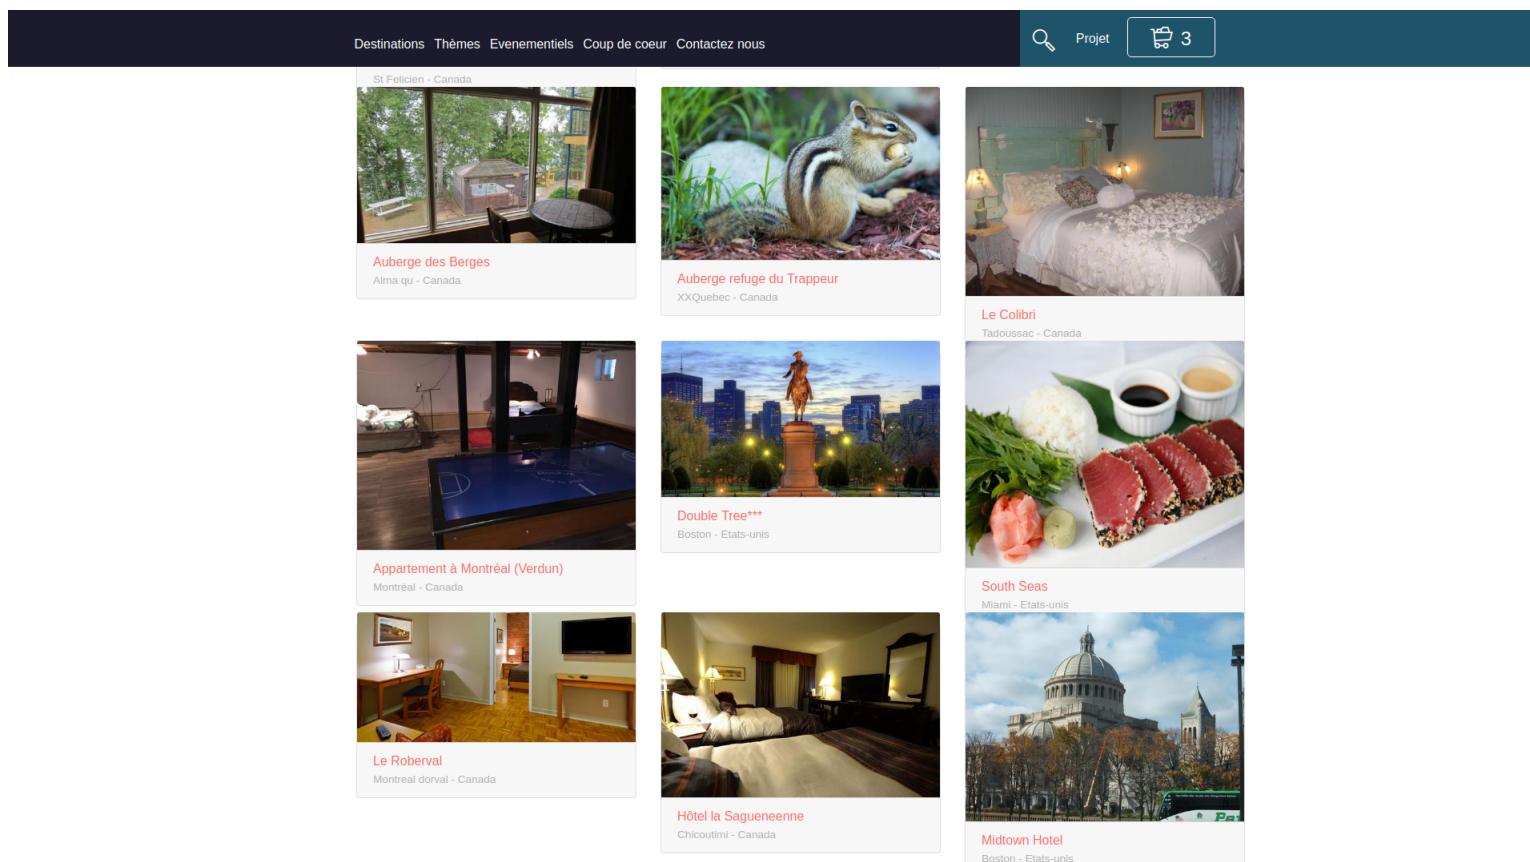 Destinations Thèmes Evenementiels Coup de coeur Contactez nous
Projet
3
St Felicien - Canada
Auberge des Berges
Alma qu - Canada
Auberge refuge du Trappeur
XXQuebec - Canada
Le Colibri
Tadoussac - Canada
Appartement à Montréal (Verdun)
Montréal - Canada
Double Tree***
Boston - Etats-unis
South Seas
Miami - Etats-unis
Le Roberval
Montreal dorval - Canada
Hôtel la Sagueneenne
Chicoutimi - Canada
Midtown Hotel
Boston - Etats-unis